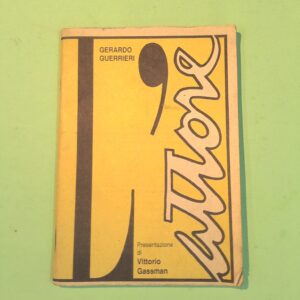 GERARDO
GUERRIERI
L'attore
Presentazione
di
Vittorio
Gassman